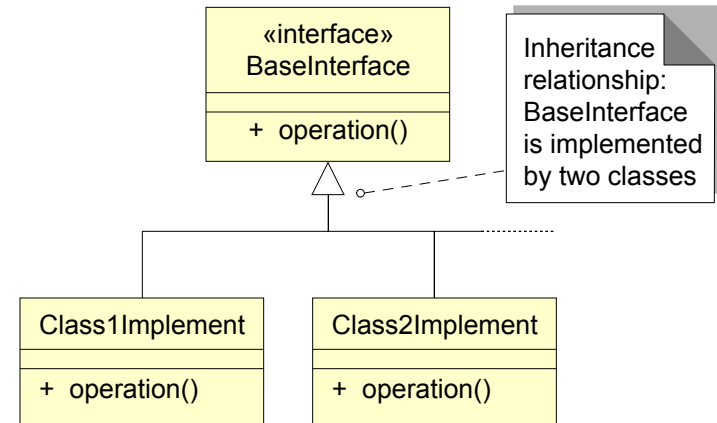 «interface»
BaseInterface
+ operation()
Inheritance
relationship:
BaseInterface
is implemented
by two classes
Class1Implement
+ operation()
Class2Implement
+ operation()